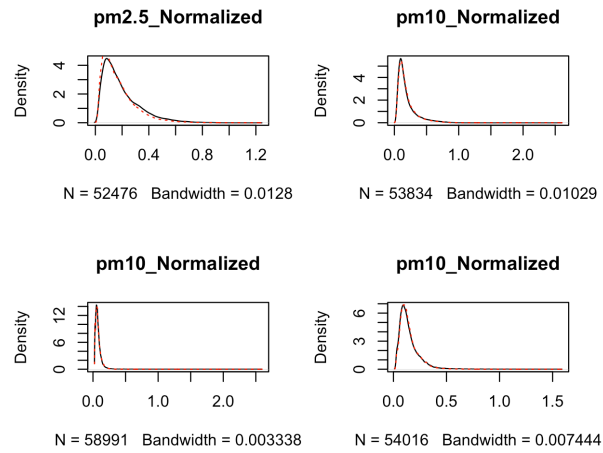 pm2.5_Normalized
Density
0 2 4
0.0 0.4 0.8 1.2
N = 52476 Bandwidth = 0.0128
pm10_Normalized
Density
0 2 4
0.0 1.0 2.0
N = 53834 Bandwidth = 0.01029
pm10_Normalized
Density
0 4 8 12
0.0 1.0 2.0
N = 58991 Bandwidth = 0.003338
pm10_Normalized
Density
0 3 6
0.0 0.5 1.0 1.5
N = 54016 Bandwidth = 0.007444